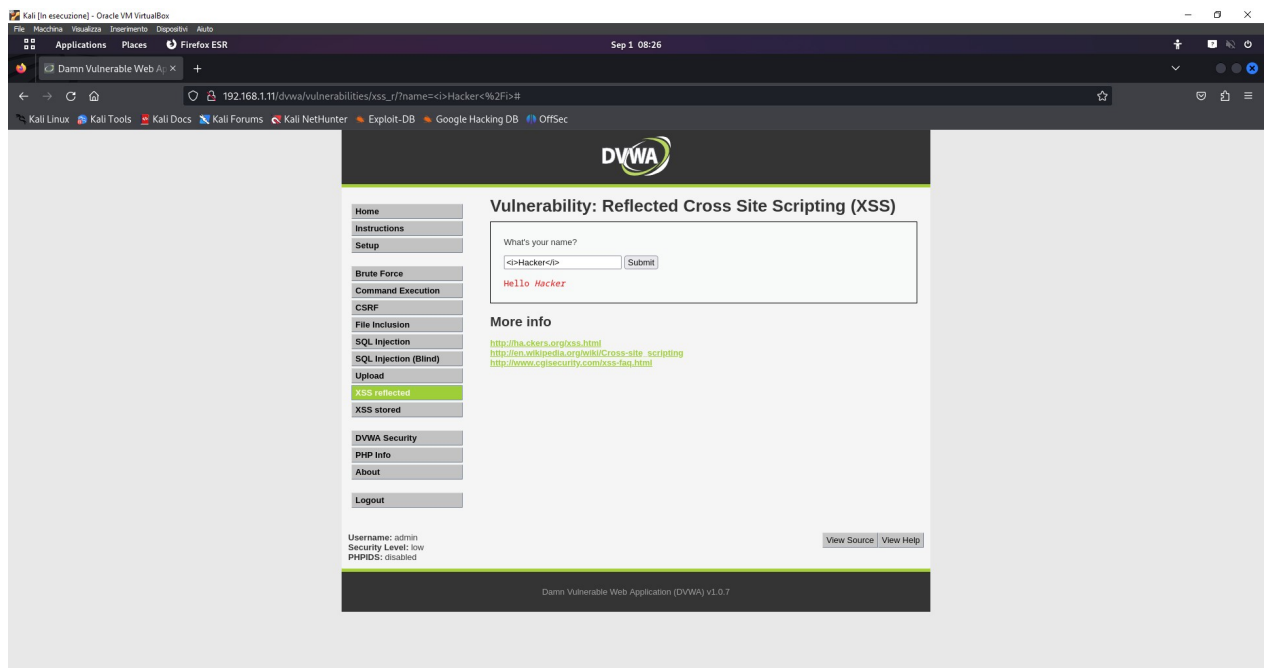 Kali [In esecuzione] - Oracle VM VirtualBox
File Macchina Visualizza Inserimento Dispositivi Aiuto
Applications Places Firefox ESR Sep 1 08:26
Damn Vulnerable Web Ap
192.168.1.11/dvwa/vulnerabilities/xss_r/?name=<i>Hacker<%2Fi>#
Kali Linux Kali Tools Kali Docs Kali Forums Kali NetHunter Exploit-DB Google Hacking DB OffSec
DVWA
Home
Instructions
Setup
Brute Force
Command Execution
CSRF
File Inclusion
SQL Injection
SQL Injection (Blind)
Upload
XSS reflected
XSS stored
DVWA Security
PHP Info
About
Logout
Vulnerability: Reflected Cross Site Scripting (XSS)
What's your name?
<i>Hacker</i> Submit
Hello Hacker
More info
http://ha.ckers.org/xss.html
http://en.wikipedia.org/wiki/Cross-site_scripting
http://www.cgisecurity.com/xss-faq.html
Username: admin
Security Level: low
PHPIDS: disabled
View Source View Help
Damn Vulnerable Web Application (DVWA) v1.0.7